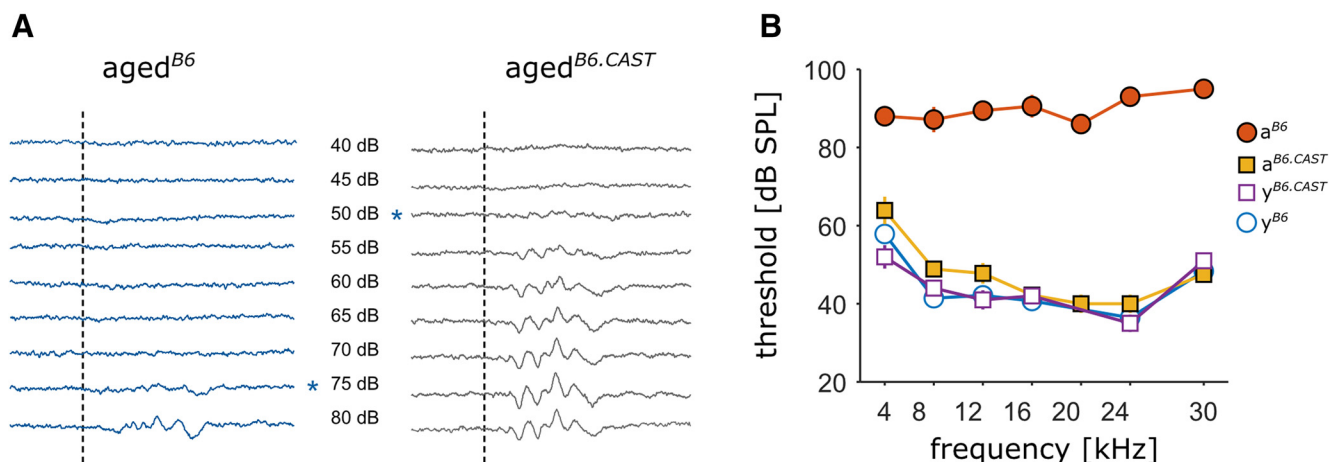 A
aged^B6
aged^B6.CAST
40 dB
45 dB
50 dB *
55 dB
60 dB
65 dB
70 dB
* 75 dB
80 dB
B
threshold [dB SPL]
100
80
60
40
20
4 8 12 16 20 24 30
frequency [kHz]
a^B6
a^B6.CAST
y^B6.CAST
y^B6